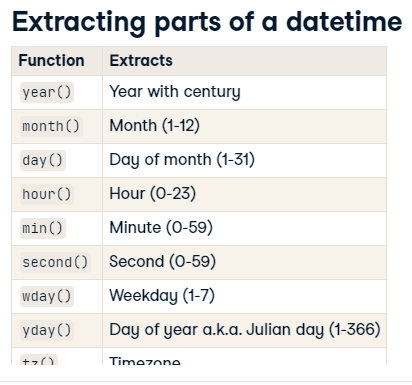 Extracting parts of a datetime
Function Extracts
year() Year with century
month() Month (1-12)
day() Day of month (1-31)
hour() Hour (0-23)
min() Minute (0-59)
second() Second (0-59)
wday() Weekday (1-7)
yday() Day of year a.k.a. Julian day (1-366)
tz() Timezone